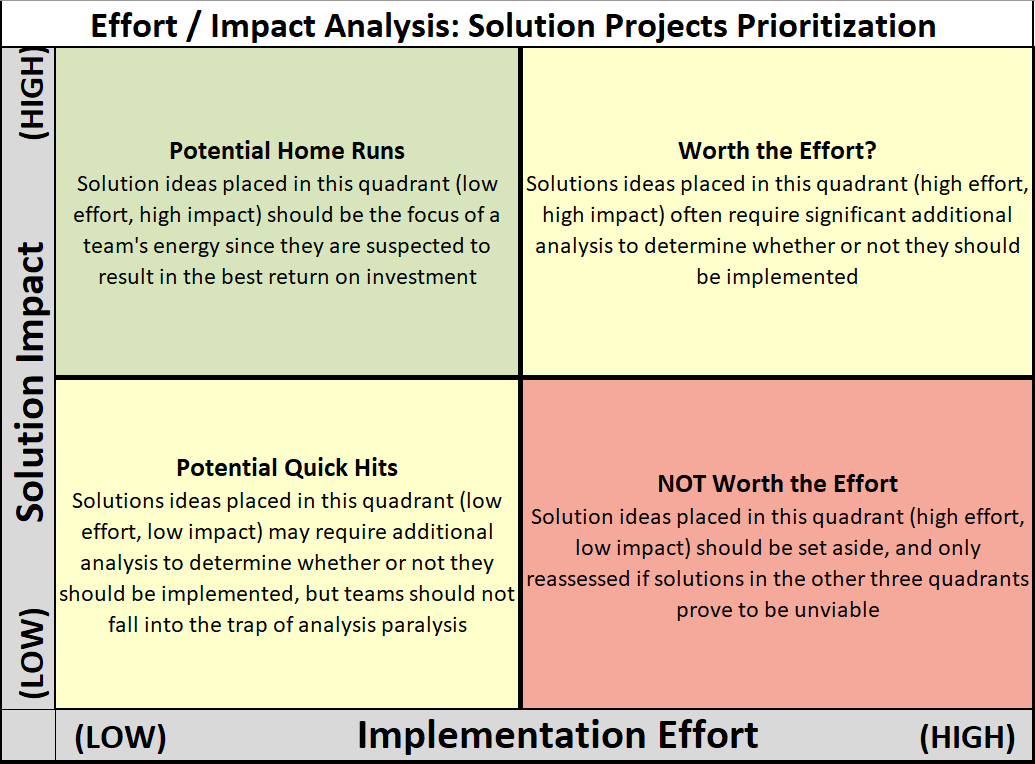 Effort / Impact Analysis: Solution Projects Prioritization
(HIGH)
Solution Impact
(LOW)
Potential Home Runs
Solution ideas placed in this quadrant (low
effort, high impact) should be the focus of a
team's energy since they are suspected to
result in the best return on investment
Worth the Effort?
Solutions ideas placed in this quadrant (high effort,
high impact) often require significant additional
analysis to determine whether or not they should
be implemented
Potential Quick Hits
Solutions ideas placed in this quadrant (low
effort, low impact) may require additional
analysis to determine whether or not they
should be implemented, but teams should not
fall into the trap of analysis paralysis
NOT Worth the Effort
Solution ideas placed in this quadrant (high effort,
low impact) should be set aside, and only
reassessed if solutions in the other three quadrants
prove to be unviable
(LOW)
Implementation Effort
(HIGH)